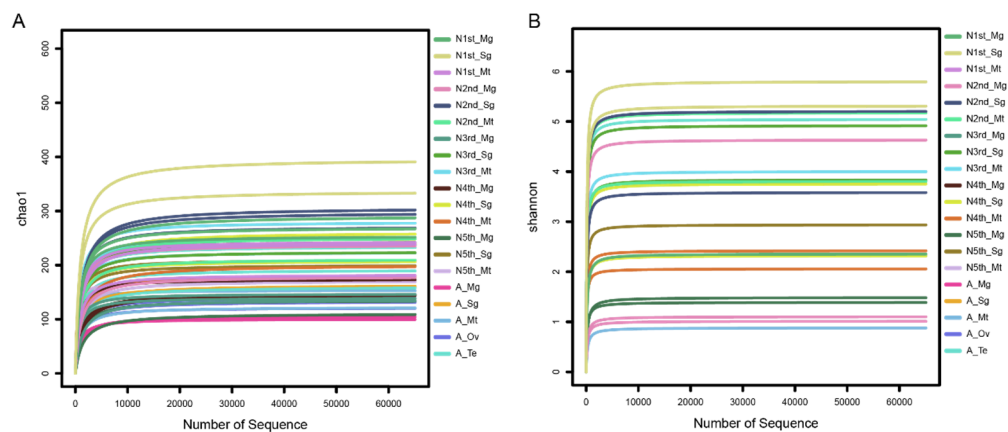 A
chao1
600
500
400
300
200
100
0
0 10000 20000 30000 40000 50000 60000
Number of Sequence
N1st_Mg
N1st_Sg
N1st_Mt
N2nd_Mg
N2nd_Sg
N2nd_Mt
N3rd_Mg
N3rd_Sg
N3rd_Mt
N4th_Mg
N4th_Sg
N4th_Mt
N5th_Mg
N5th_Sg
N5th_Mt
A_Mg
A_Sg
A_Mt
A_Ov
A_Te
B
shannon
6
5
4
3
2
1
0
0 10000 20000 30000 40000 50000 60000
Number of Sequence
N1st_Mg
N1st_Sg
N1st_Mt
N2nd_Mg
N2nd_Sg
N2nd_Mt
N3rd_Mg
N3rd_Sg
N3rd_Mt
N4th_Mg
N4th_Sg
N4th_Mt
N5th_Mg
N5th_Sg
N5th_Mt
A_Mg
A_Sg
A_Mt
A_Ov
A_Te